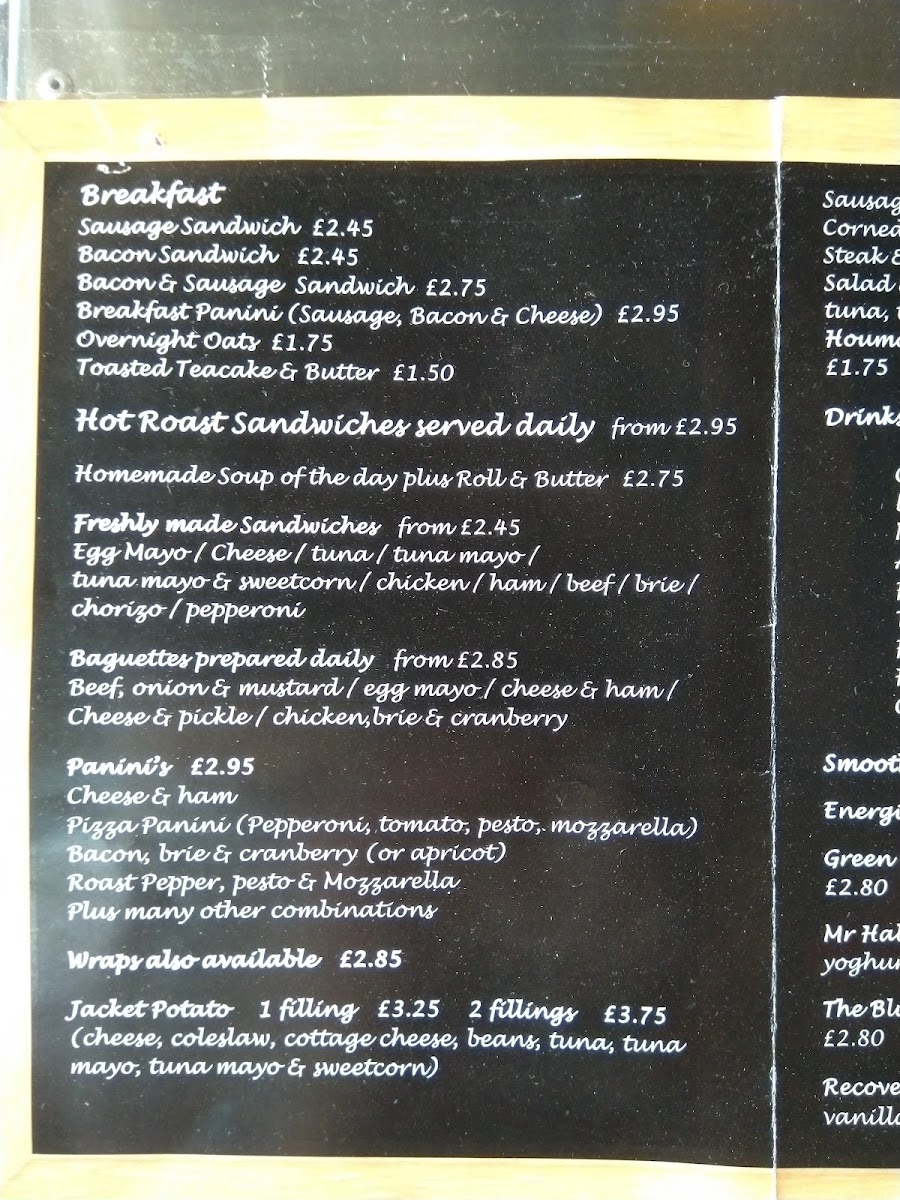 Breakfast
Sausage Sandwich £2.45
Bacon Sandwich £2.45
Bacon & Sausage Sandwich £2.75
Breakfast Panini (Sausage, Bacon & Cheese) £2.95
Overnight Oats £1.75
Toasted Teacake & Butter £1.50
Hot Roast Sandwiches served daily from £2.95
Homemade Soup of the day plus Roll & Butter £2.75
Freshly made Sandwiches from £2.45
Egg Mayo / Cheese / tuna / tuna mayo /
tuna mayo & sweetcorn / chicken / ham / beef / brie /
chorizo / pepperoni
Baguettes prepared daily from £2.85
Beef, onion & mustard / egg mayo / cheese & ham /
Cheese & pickle / chicken,brie & cranberry
Panini's £2.95
Cheese & ham
Pizza Panini (Pepperoni, tomato, pesto, mozzarella)
Bacon, brie & cranberry (or apricot)
Roast Pepper, pesto & Mozzarella
Plus many other combinations
Wraps also available £2.85
Jacket Potato 1 filling £3.25 2 fillings £3.75
(cheese, coleslaw, cottage cheese, beans, tuna, tuna
mayo, tuna mayo & sweetcorn)
Steak &
Salad
tuna,
£1.75
Drinks
Green
£2.80
Mr
The
£2.80